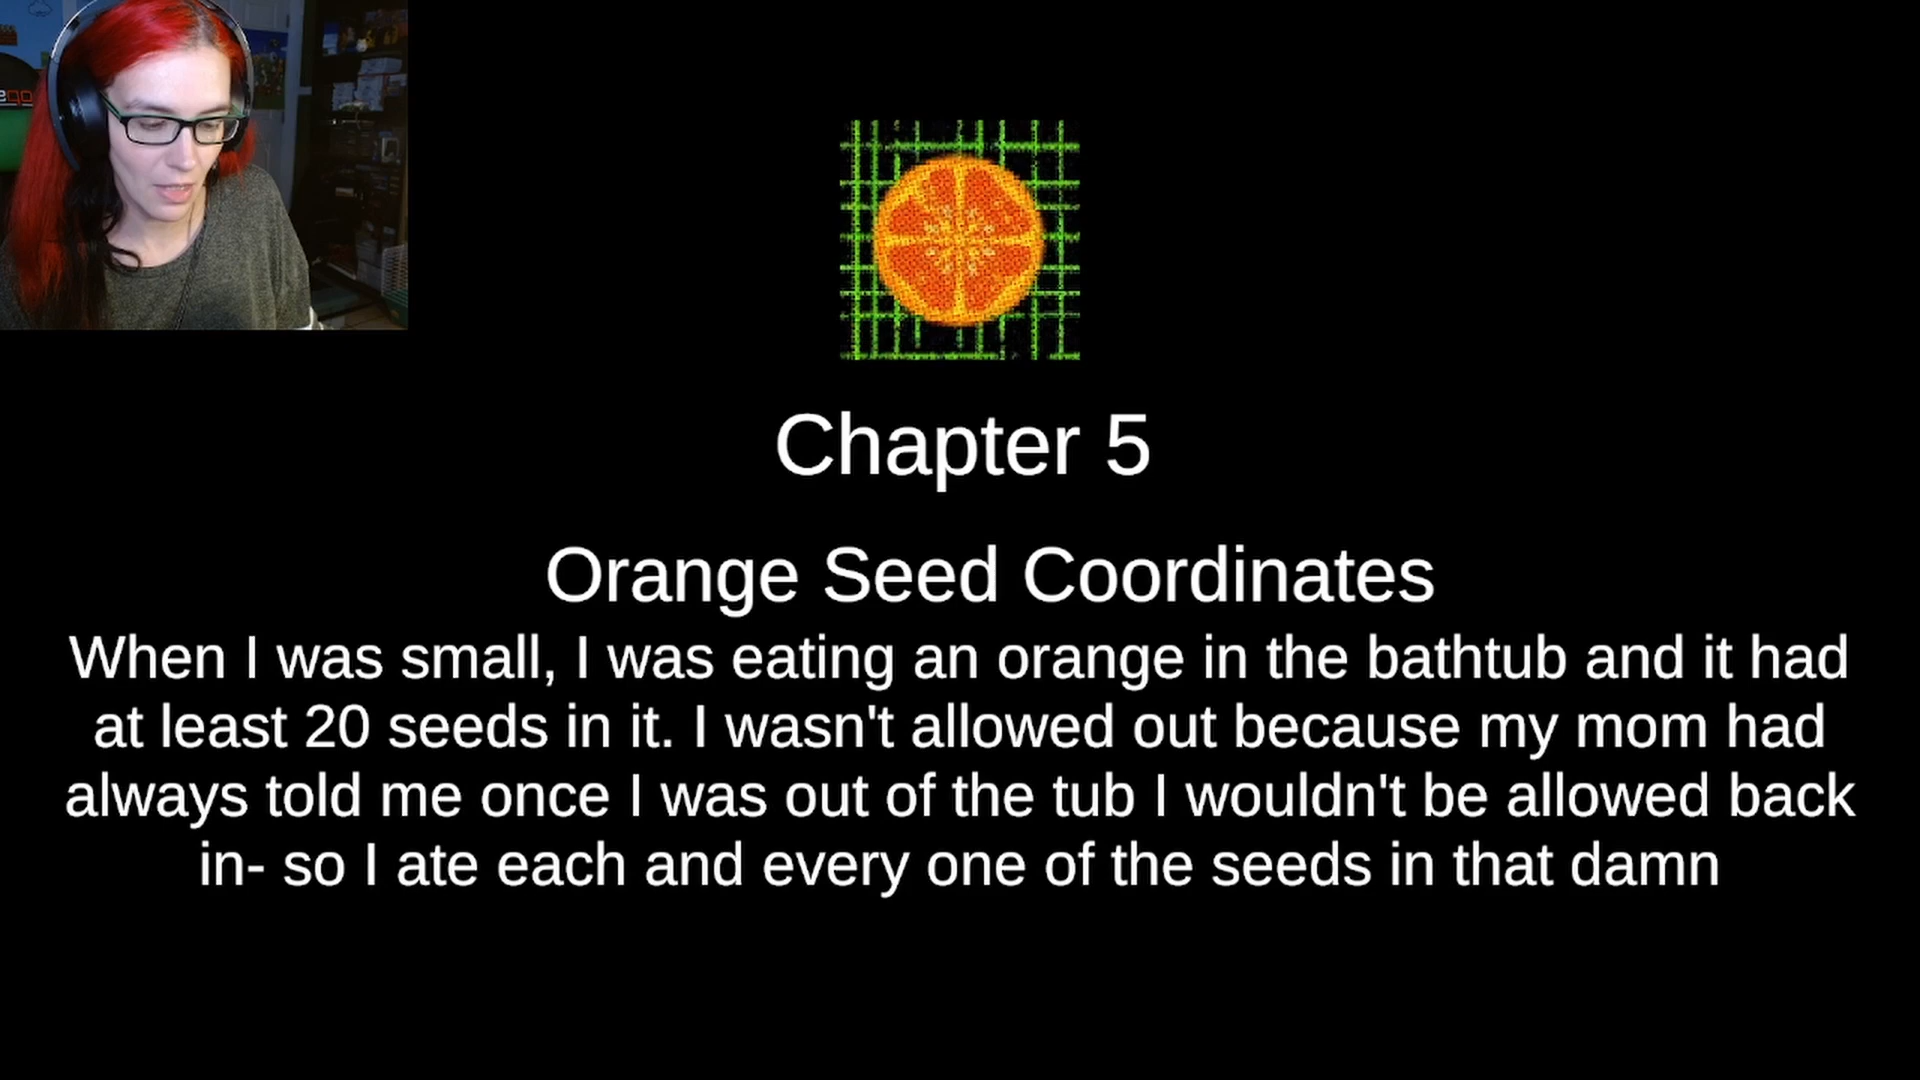 Chapter 5
Orange Seed Coordinates
When I was small, I was eating an orange in the bathtub and it had
at least 20 seeds in it. I wasn't allowed out because my mom had
always told me once I was out of the tub I wouldn't be allowed back
in- so I ate each and every one of the seeds in that damn